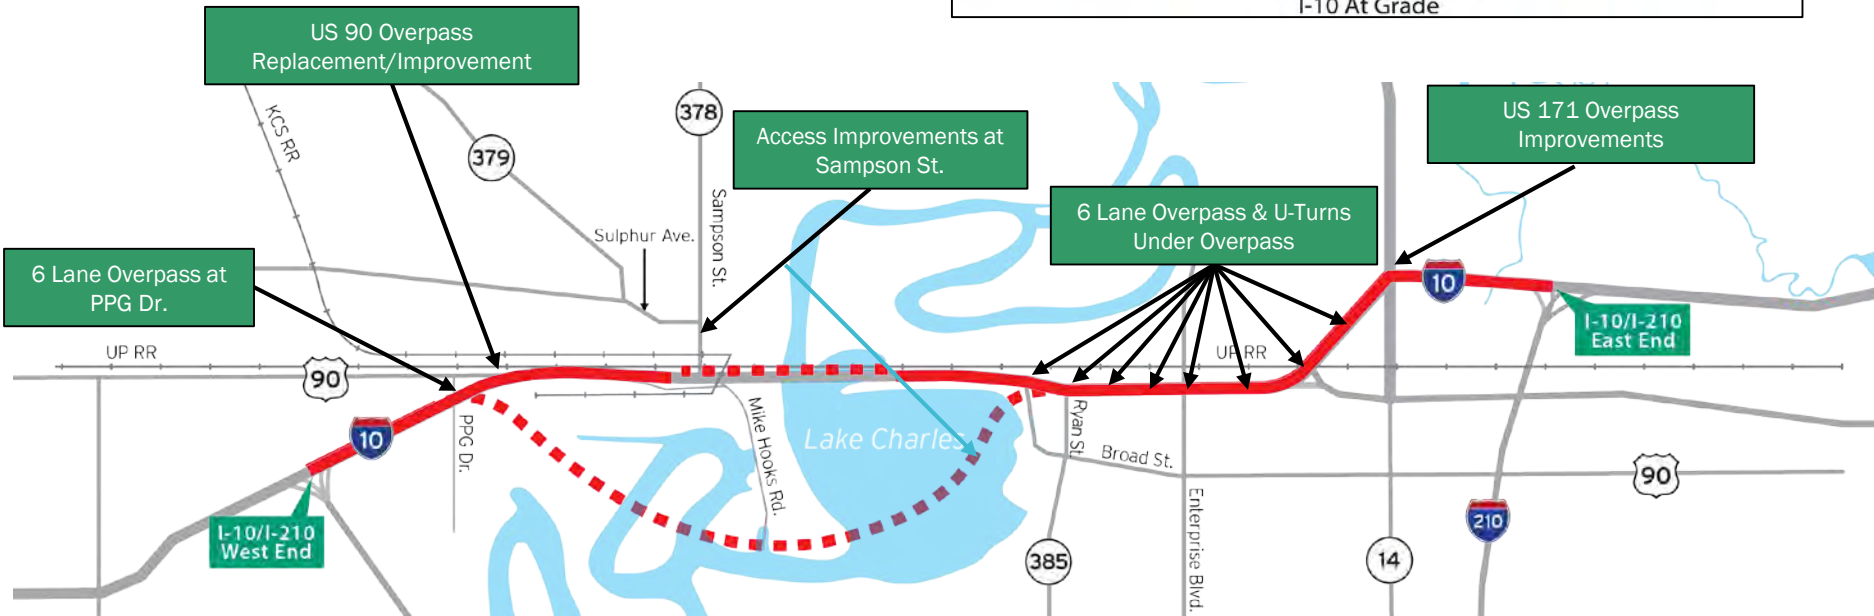 I-10 At Grade
US 90 Overpass
Replacement/Improvement
378
KCS RR
379
Access Improvements at
Sampson St.
US 171 Overpass
Improvements
Sampson St.
6 Lane Overpass & U-Turns
Under Overpass
Sulphur Ave.
6 Lane Overpass at
PPG Dr.
10
I-10/I-210
East End
UP RR
UP RR
90
10
PPG Dr.
Mike Hooks Rd.
Lake Charles
Ryan St.
Broad St.
90
Enterprise Blvd.
I-10/I-210
West End
210
385
14